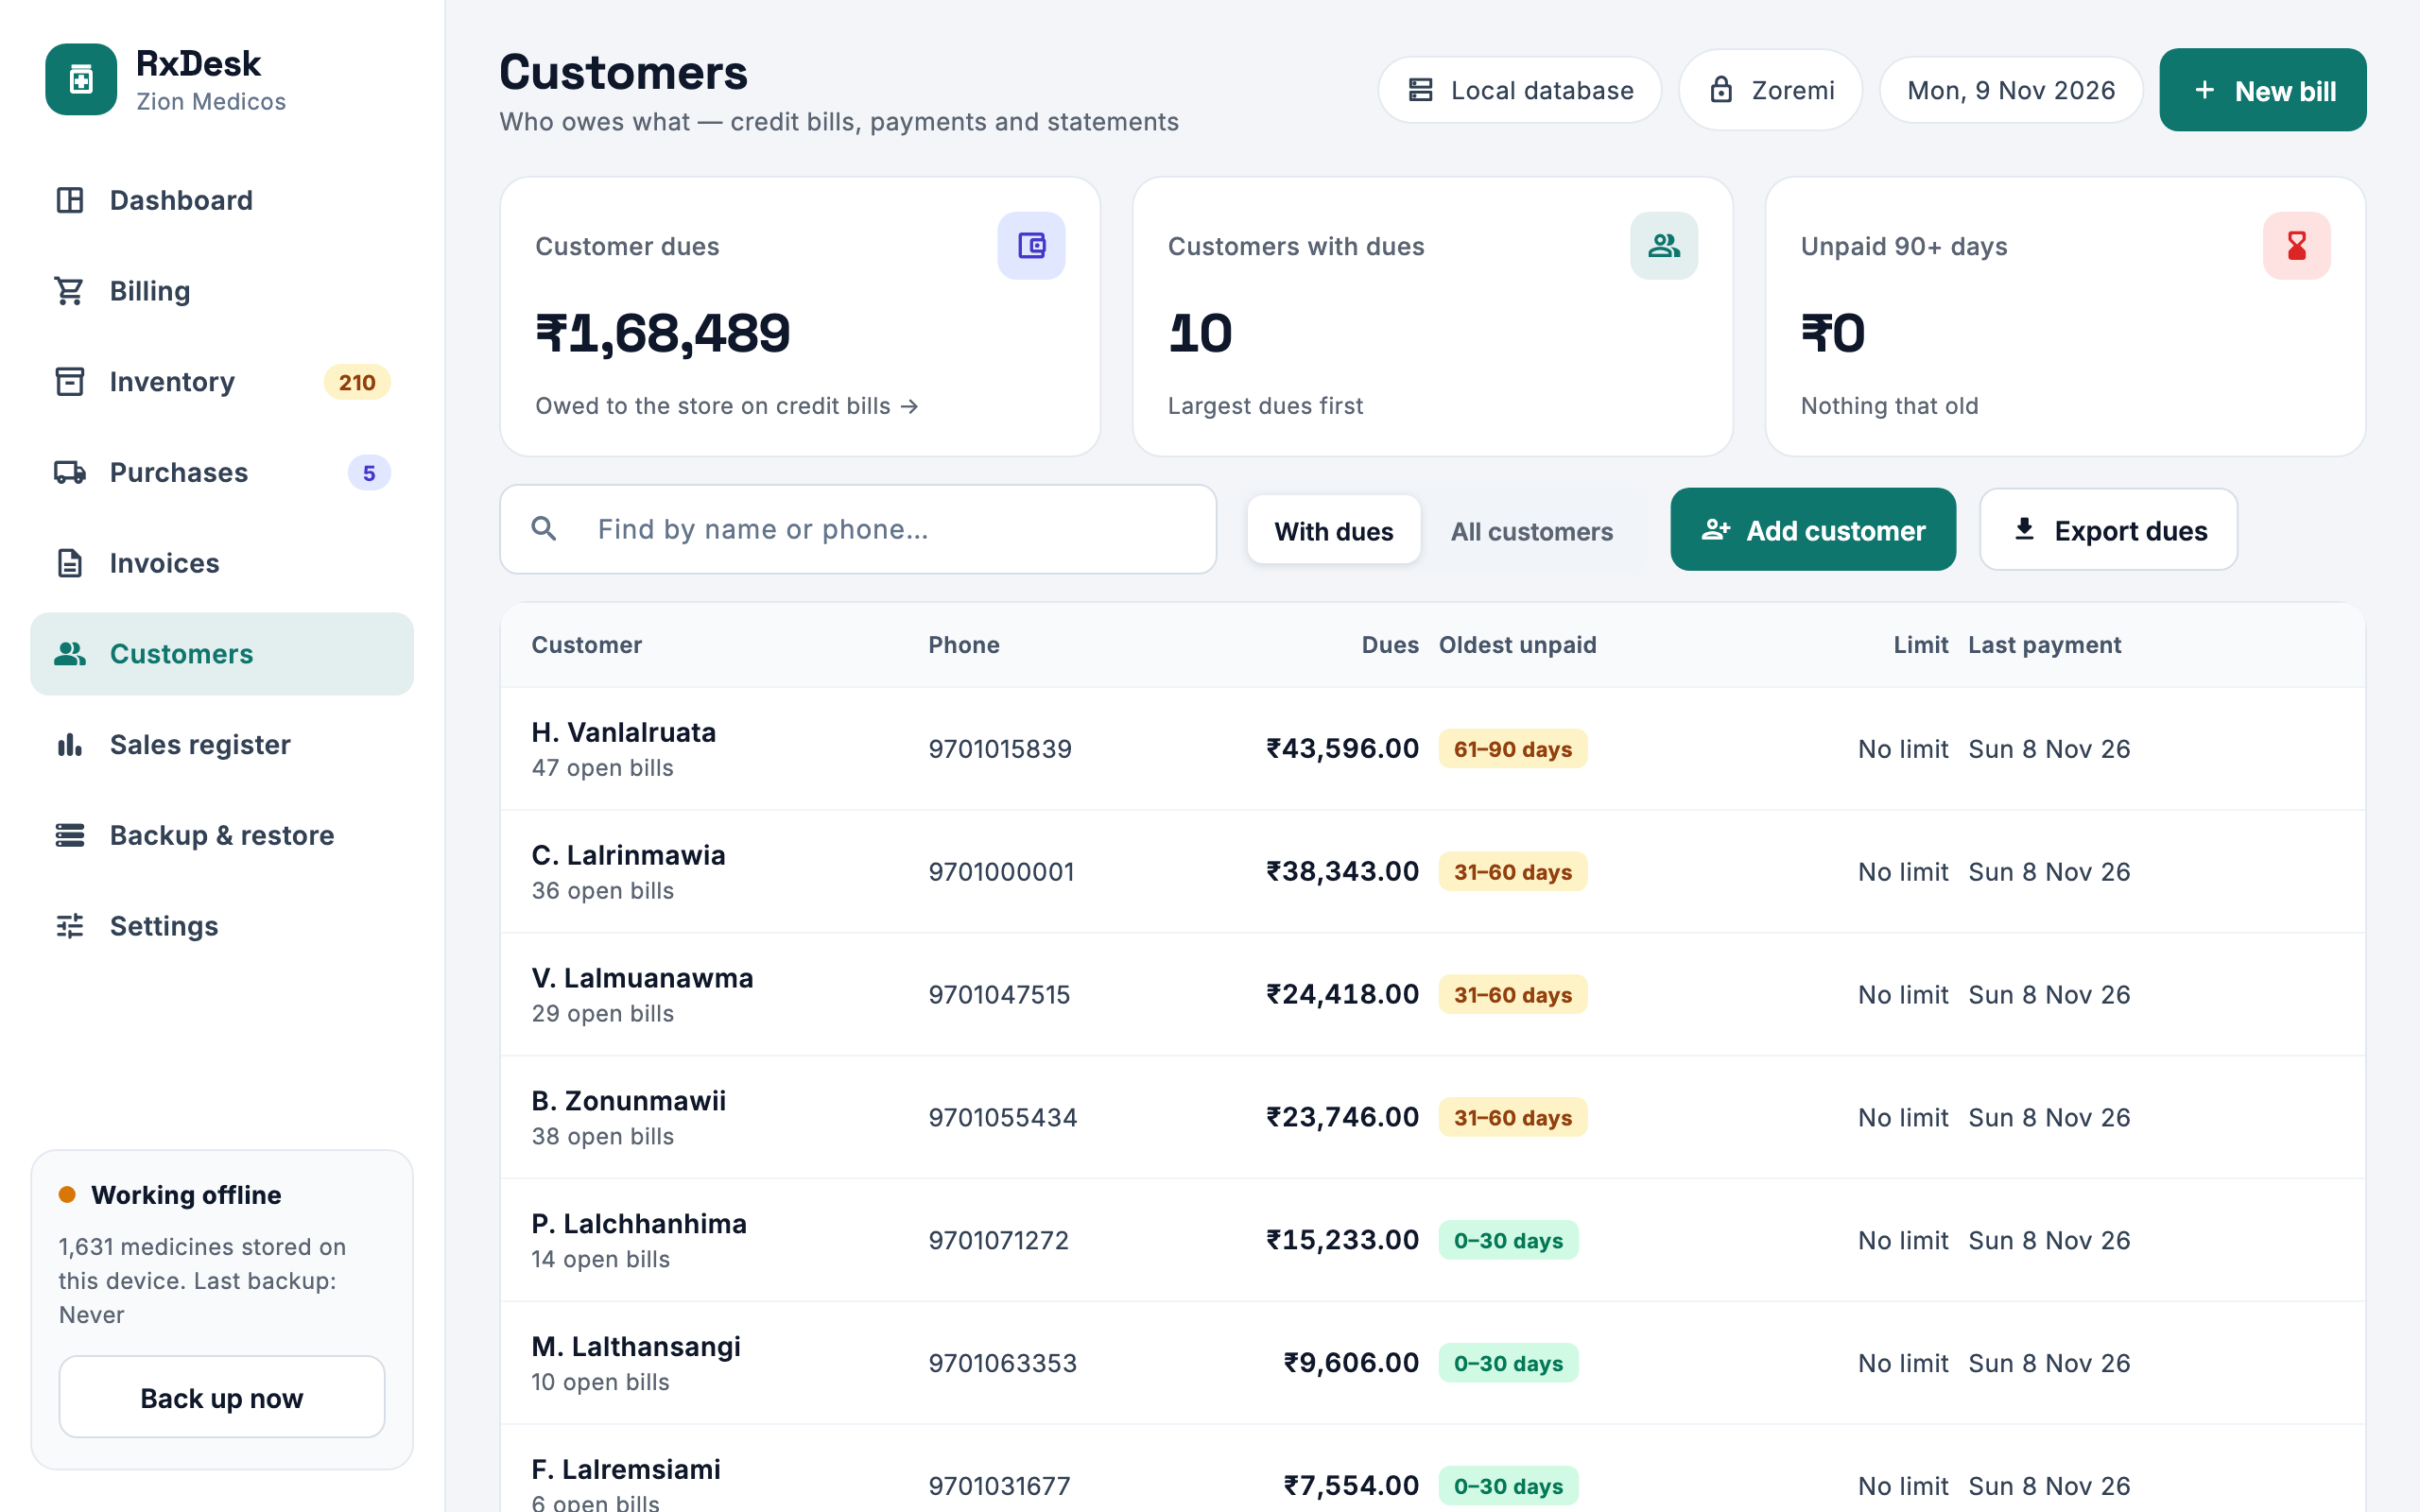 RxDesk
Zion Medicos
Dashboard
Billing
Inventory 210
Purchases 5
Invoices
Customers
Sales register
Backup & restore
Settings
Working offline
1,631 medicines stored on
this device. Last backup:
Never
Back up now
Customers
Who owes what — credit bills, payments and statements
Local database
Zoremi
Mon, 9 Nov 2026
+ New bill
Customer dues
₹1,68,489
Owed to the store on credit bills →
Customers with dues
10
Largest dues first
Unpaid 90+ days
₹0
Nothing that old
Find by name or phone...
With dues
All customers
Add customer
Export dues
Customer Phone Dues Oldest unpaid Limit Last payment
H. Vanlalruata
47 open bills
9701015839 ₹43,596.00 61–90 days No limit Sun 8 Nov 26
C. Lalrinmawia
36 open bills
9701000001 ₹38,343.00 31–60 days No limit Sun 8 Nov 26
V. Lalmuanawma
29 open bills
9701047515 ₹24,418.00 31–60 days No limit Sun 8 Nov 26
B. Zonunmawii
38 open bills
9701055434 ₹23,746.00 31–60 days No limit Sun 8 Nov 26
P. Lalchhanhima
14 open bills
9701071272 ₹15,233.00 0–30 days No limit Sun 8 Nov 26
M. Lalthansangi
10 open bills
9701063353 ₹9,606.00 0–30 days No limit Sun 8 Nov 26
F. Lalremsiami
6 open bills
9701031677 ₹7,554.00 0–30 days No limit Sun 8 Nov 26